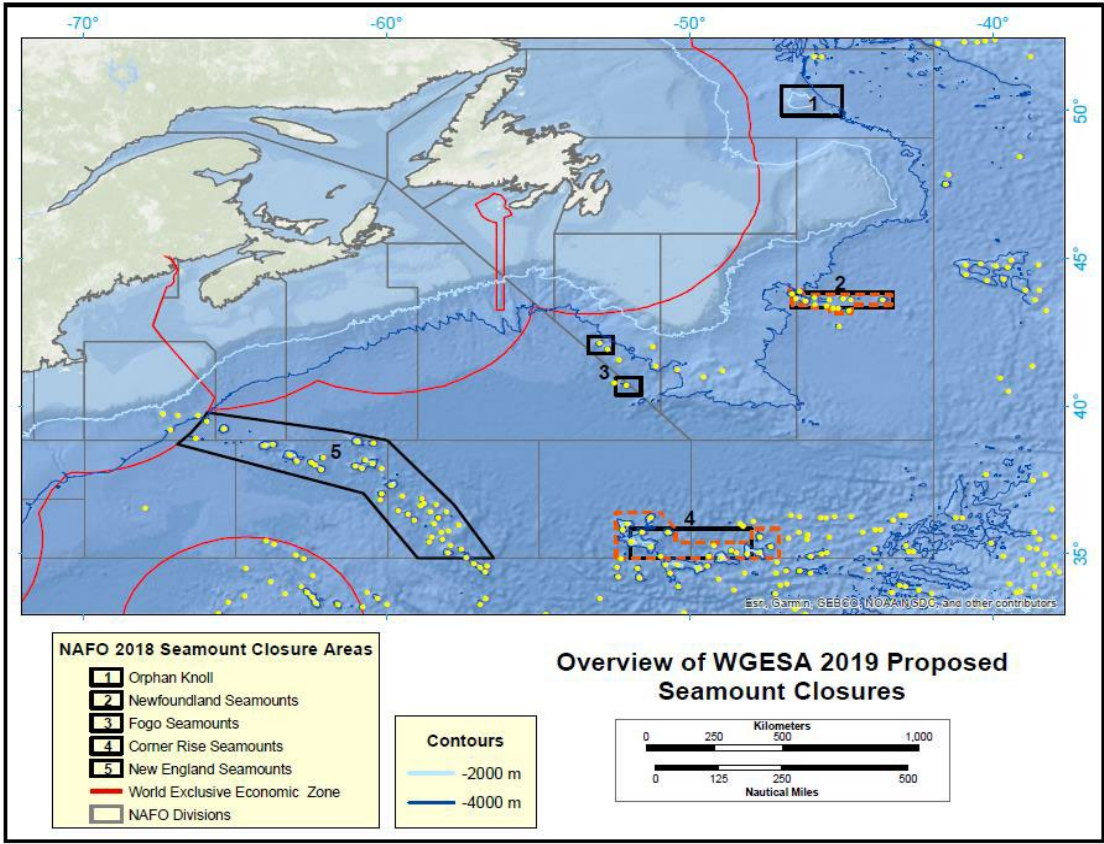 -70°
-60°
-50°
-40°
50°
45°
40°
35°
1
2
3
4
5
Esri, Garmin, GEBCO, NOAA NGDC, and other contributors
NAFO 2018 Seamount Closure Areas
1 Orphan Knoll
2 Newfoundland Seamounts
3 Fogo Seamounts
4 Corner Rise Seamounts
5 New England Seamounts
World Exclusive Economic Zone
NAFO Divisions
Contours
-2000 m
-4000 m
Overview of WGESA 2019 Proposed
Seamount Closures
Kilometers
0 250 500 1,000
0 125 250 500
Nautical Miles